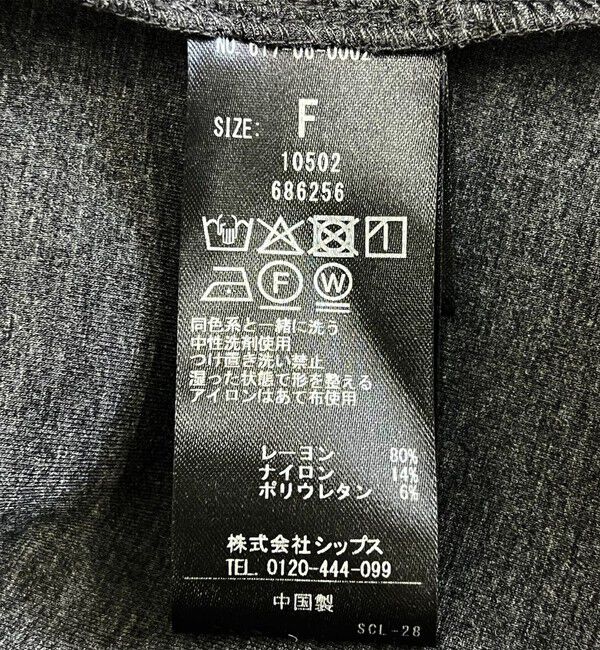 NO 617-06-0002
SIZE: F
10502
686256
F W
同色系と一緒に洗う
中性洗剤使用
つけ置き洗い禁止
湿った状態で形を整える
アイロンはあて布使用
レーヨン 80%
ナイロン 14%
ポリウレタン 6%
株式会社シップス
TEL. 0120-444-099
中国製
SCL-28